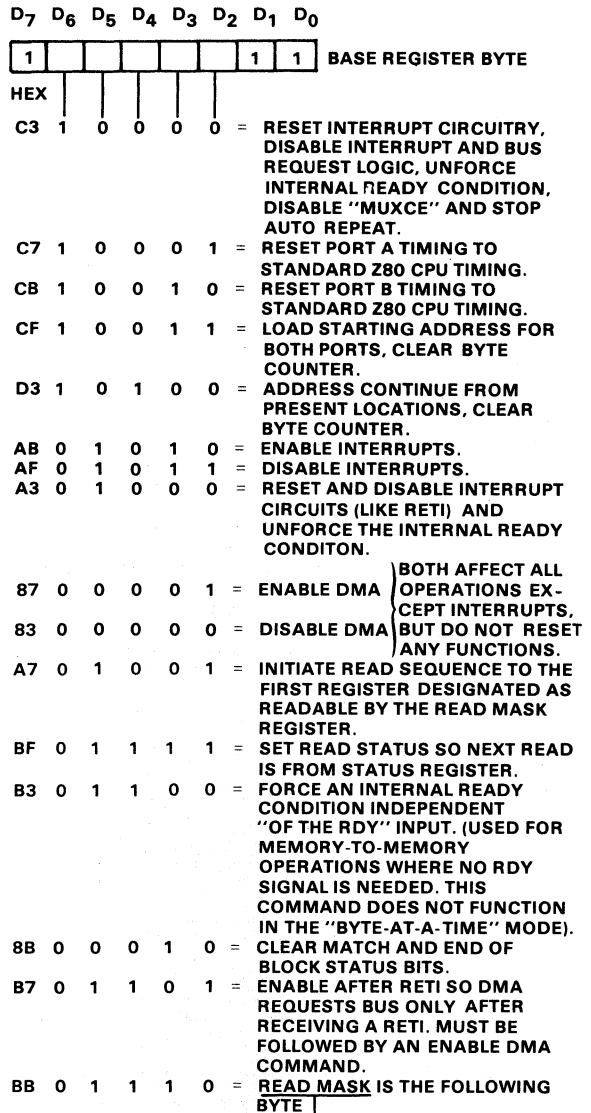 D7 D6 D5 D4 D3 D2 D1 D0
1 1 1 BASE REGISTER BYTE
HEX
C3 1 0 0 0 0 = RESET INTERRUPT CIRCUITRY,
DISABLE INTERRUPT AND BUS
REQUEST LOGIC, UNFORCE
INTERNAL READY CONDITION,
DISABLE "MUXCE" AND STOP
AUTO REPEAT.
C7 1 0 0 0 1 = RESET PORT A TIMING TO
STANDARD Z80 CPU TIMING.
CB 1 0 0 1 0 = RESET PORT B TIMING TO
STANDARD Z80 CPU TIMING.
CF 1 0 0 1 1 = LOAD STARTING ADDRESS FOR
BOTH PORTS, CLEAR BYTE
COUNTER.
D3 1 0 1 0 0 = ADDRESS CONTINUE FROM
PRESENT LOCATIONS, CLEAR
BYTE COUNTER.
AB 0 1 0 1 0 = ENABLE INTERRUPTS.
AF 0 1 0 1 1 = DISABLE INTERRUPTS.
A3 0 1 0 0 0 = RESET AND DISABLE INTERRUPT
CIRCUITS (LIKE RETI) AND
UNFORCE THE INTERNAL READY
CONDITON.
BOTH AFFECT ALL
87 0 0 0 0 1 = ENABLE DMA OPERATIONS EX-
CEPT INTERRUPTS,
83 0 0 0 0 0 = DISABLE DMA BUT DO NOT RESET
ANY FUNCTIONS.
A7 0 1 0 0 1 = INITIATE READ SEQUENCE TO THE
FIRST REGISTER DESIGNATED AS
READABLE BY THE READ MASK
REGISTER.
BF 0 1 1 1 1 = SET READ STATUS SO NEXT READ
IS FROM STATUS REGISTER.
B3 0 1 1 0 0 = FORCE AN INTERNAL READY
CONDITION INDEPENDENT
"OF THE RDY" INPUT. (USED FOR
MEMORY-TO-MEMORY
OPERATIONS WHERE NO RDY
SIGNAL IS NEEDED. THIS
COMMAND DOES NOT FUNCTION
IN THE "BYTE-AT-A-TIME" MODE).
8B 0 0 0 1 0 = CLEAR MATCH AND END OF
BLOCK STATUS BITS.
B7 0 1 1 0 1 = ENABLE AFTER RETI SO DMA
REQUESTS BUS ONLY AFTER
RECEIVING A RETI. MUST BE
FOLLOWED BY AN ENABLE DMA
COMMAND.
BB 0 1 1 1 0 = READ MASK IS THE FOLLOWING
BYTE